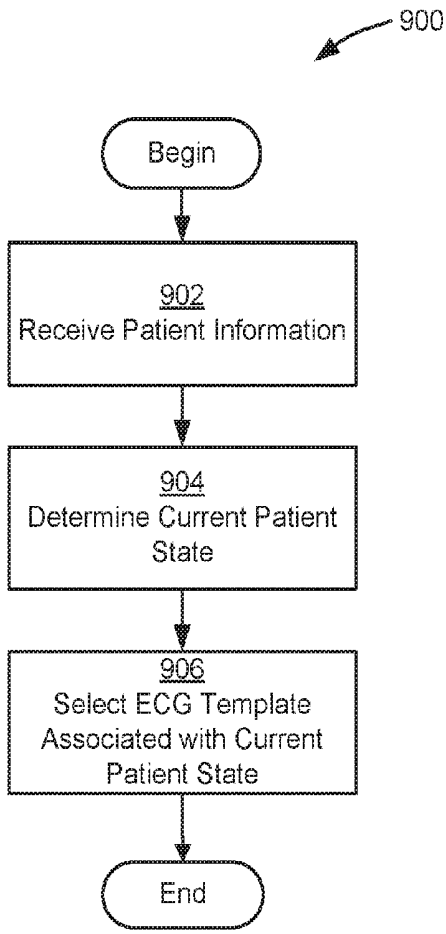 900
Begin
902
Receive Patient Information
904
Determine Current Patient
State
906
Select ECG Template
Associated with Current
Patient State
End